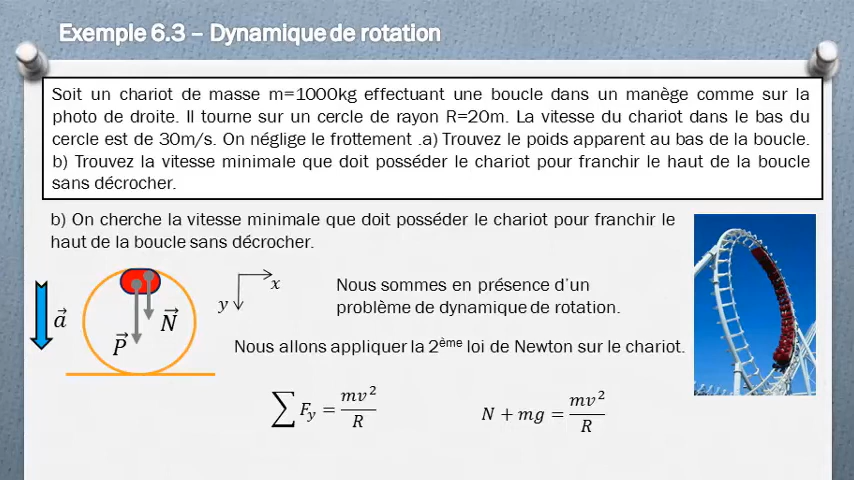 Exemple 6.3 – Dynamique de rotation
Soit un chariot de masse m=1000kg effectuant une boucle dans un manège comme sur la
photo de droite. Il tourne sur un cercle de rayon R=20m. La vitesse du chariot dans le bas du
cercle est de 30m/s. On néglige le frottement .a) Trouvez le poids apparent au bas de la boucle.
b) Trouvez la vitesse minimale que doit posséder le chariot pour franchir le haut de la boucle
sans décrocher.
b) On cherche la vitesse minimale que doit posséder le chariot pour franchir le
haut de la boucle sans décrocher.
x
y
a⃗
P⃗
N⃗
Nous sommes en présence d'un
problème de dynamique de rotation.
Nous allons appliquer la 2ème loi de Newton sur le chariot.
∑ F_y = mv²/R
N + mg = mv²/R